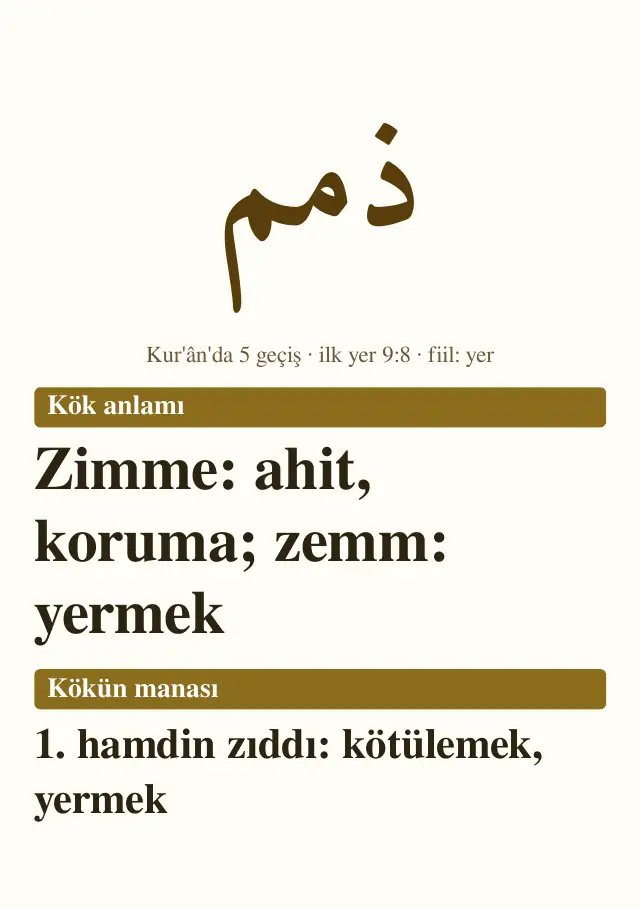 ذمم
Kur'ân'da 5 geçiş · ilk yer 9:8 · fiil: yer
Kök anlamı
Zimme: ahit,
koruma; zemm:
yermek
Kökün manası
1. hamdin zıddı: kötülemek,
yermek